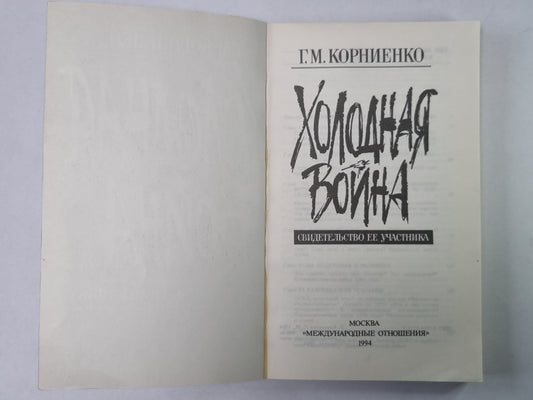 Г. М. КОРНИЕНКО
ХОЛОДНАЯ
ВОЙНА
СВИДЕТЕЛЬСТВО ЕЕ УЧАСТНИКА
МОСКВА
«МЕЖДУНАРОДНЫЕ ОТНОШЕНИЯ»
1994